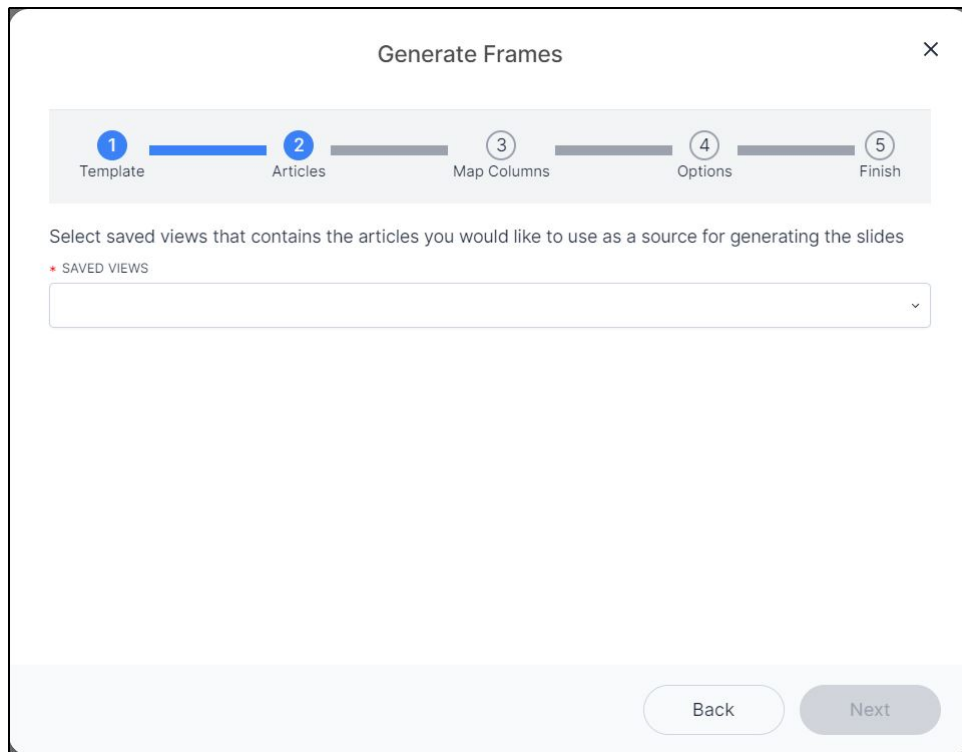 Generate Frames
1 2 3 4 5
Template Articles Map Columns Options Finish
Select saved views that contains the articles you would like to use as a source for generating the slides
* SAVED VIEWS
Back Next